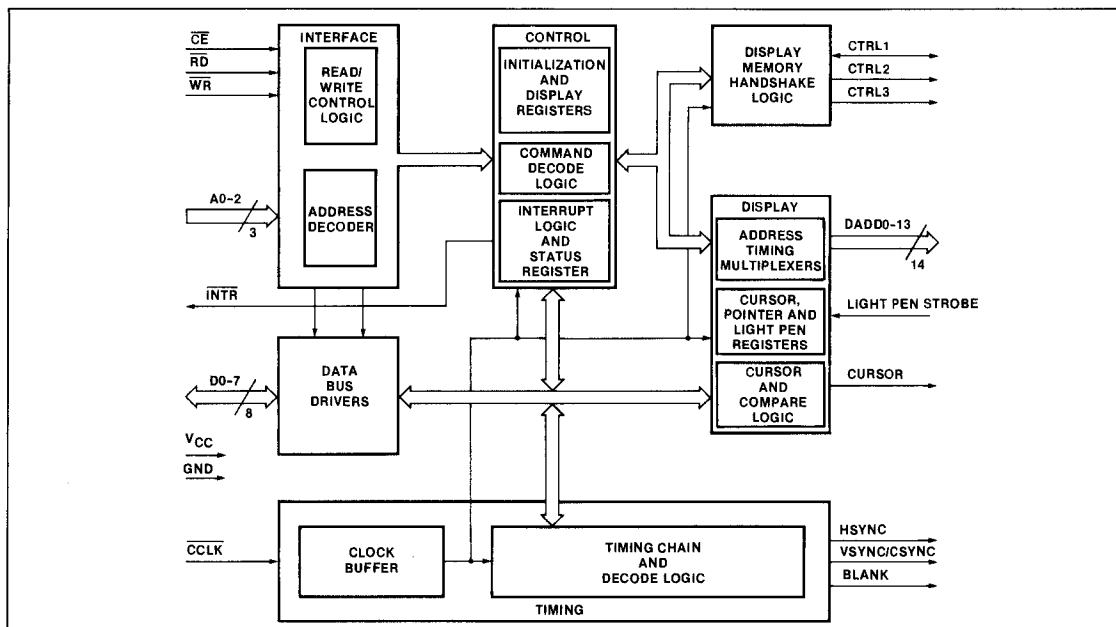 INTERFACE
CONTROL
CE
RD
WR
READ/
WRITE
CONTROL
LOGIC
INITIALIZATION
AND
DISPLAY
REGISTERS
DISPLAY
MEMORY
HANDSHAKE
LOGIC
CTRL1
CTRL2
CTRL3
COMMAND
DECODE
LOGIC
A0-2
3
ADDRESS
DECODER
INTERRUPT
LOGIC
AND
STATUS
REGISTER
DISPLAY
ADDRESS
TIMING
MULTIPLEXERS
DADD0-13
14
INTR
CURSOR,
POINTER AND
LIGHT PEN
REGISTERS
LIGHT PEN STROBE
D0-7
8
DATA
BUS
DRIVERS
CURSOR
AND
COMPARE
LOGIC
CURSOR
VCC
GND
CCLK
CLOCK
BUFFER
TIMING CHAIN
AND
DECODE LOGIC
HSYNC
VSYNC/CSYNC
BLANK
TIMING